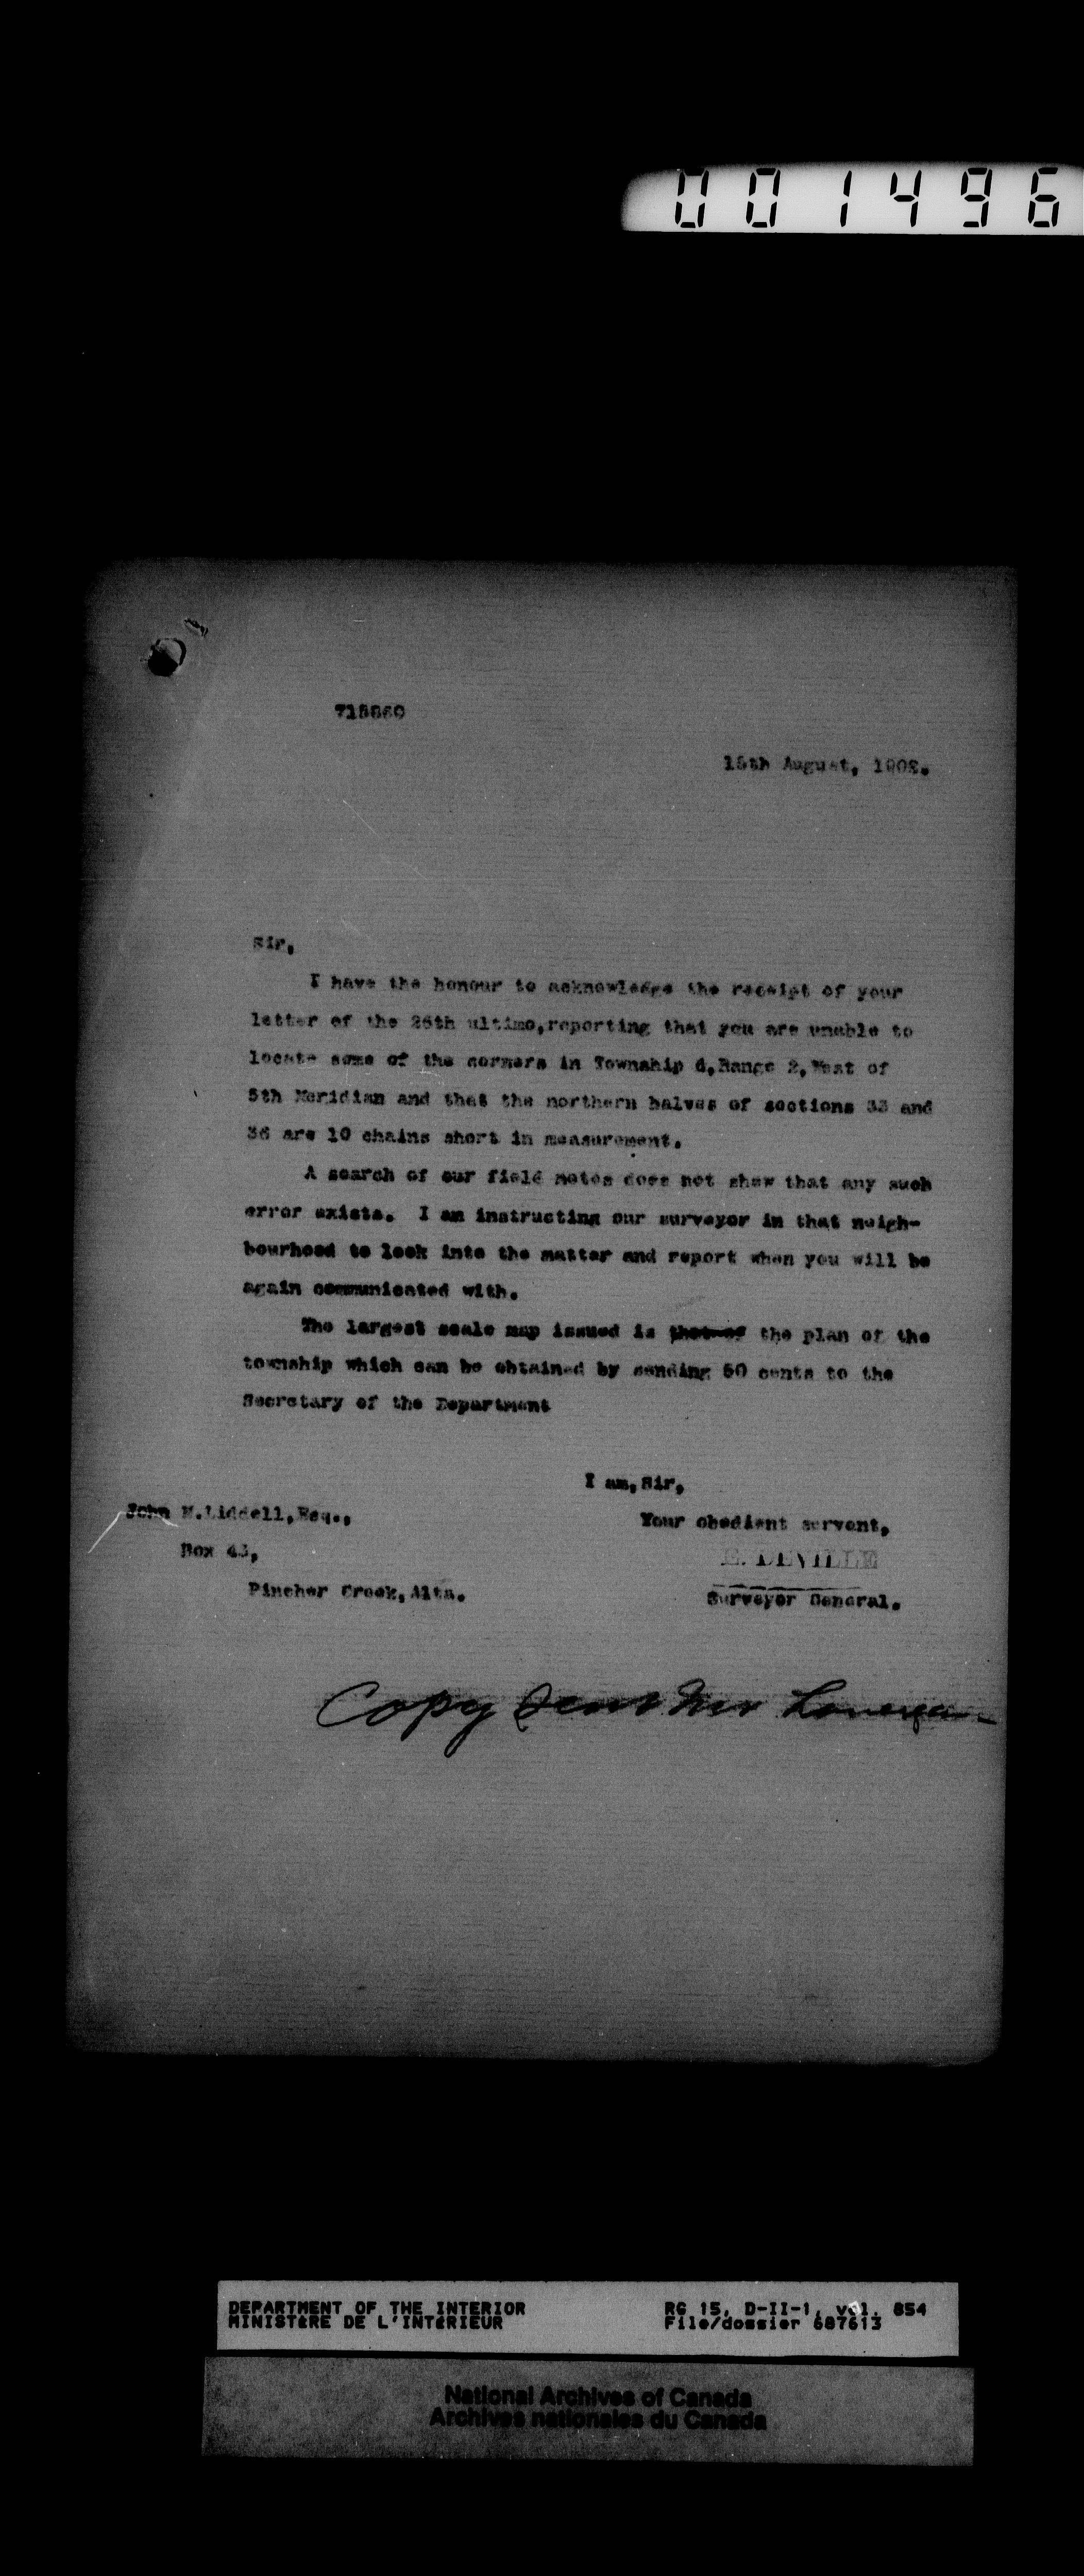 001496
718860
15th August, 1902.
Sir,
I have the honour to acknowledge the receipt of your
letter of the 26th ultimo,reporting that you are unable to
locate some of the corners in Township 6,Range 2,West of
5th Meridian and that the northern halves of sections 33 and
36 are 10 chains short in measurement.
A search of our field notes does not show that any such
error exists. I am instructing our surveyor in that neigh-
bourhood to look into the matter and report when you will be
again communicated with.
The largest scale map issued is that of the plan of the
township which can be obtained by sending 50 cents to the
Secretary of the Department
I am,Sir,
Your obedient servant,
E. DEVILLE
Surveyor General.
John M.Liddell,Esq.,
Box 43,
Pincher Creek,Alta.
Copy sent Mr Lonergan
DEPARTMENT OF THE INTERIOR
MINISTÈRE DE L'INTÉRIEUR
RG 15, D-II-1, vol. 854
File/dossier 687613
National Archives of Canada
Archives nationales du Canada